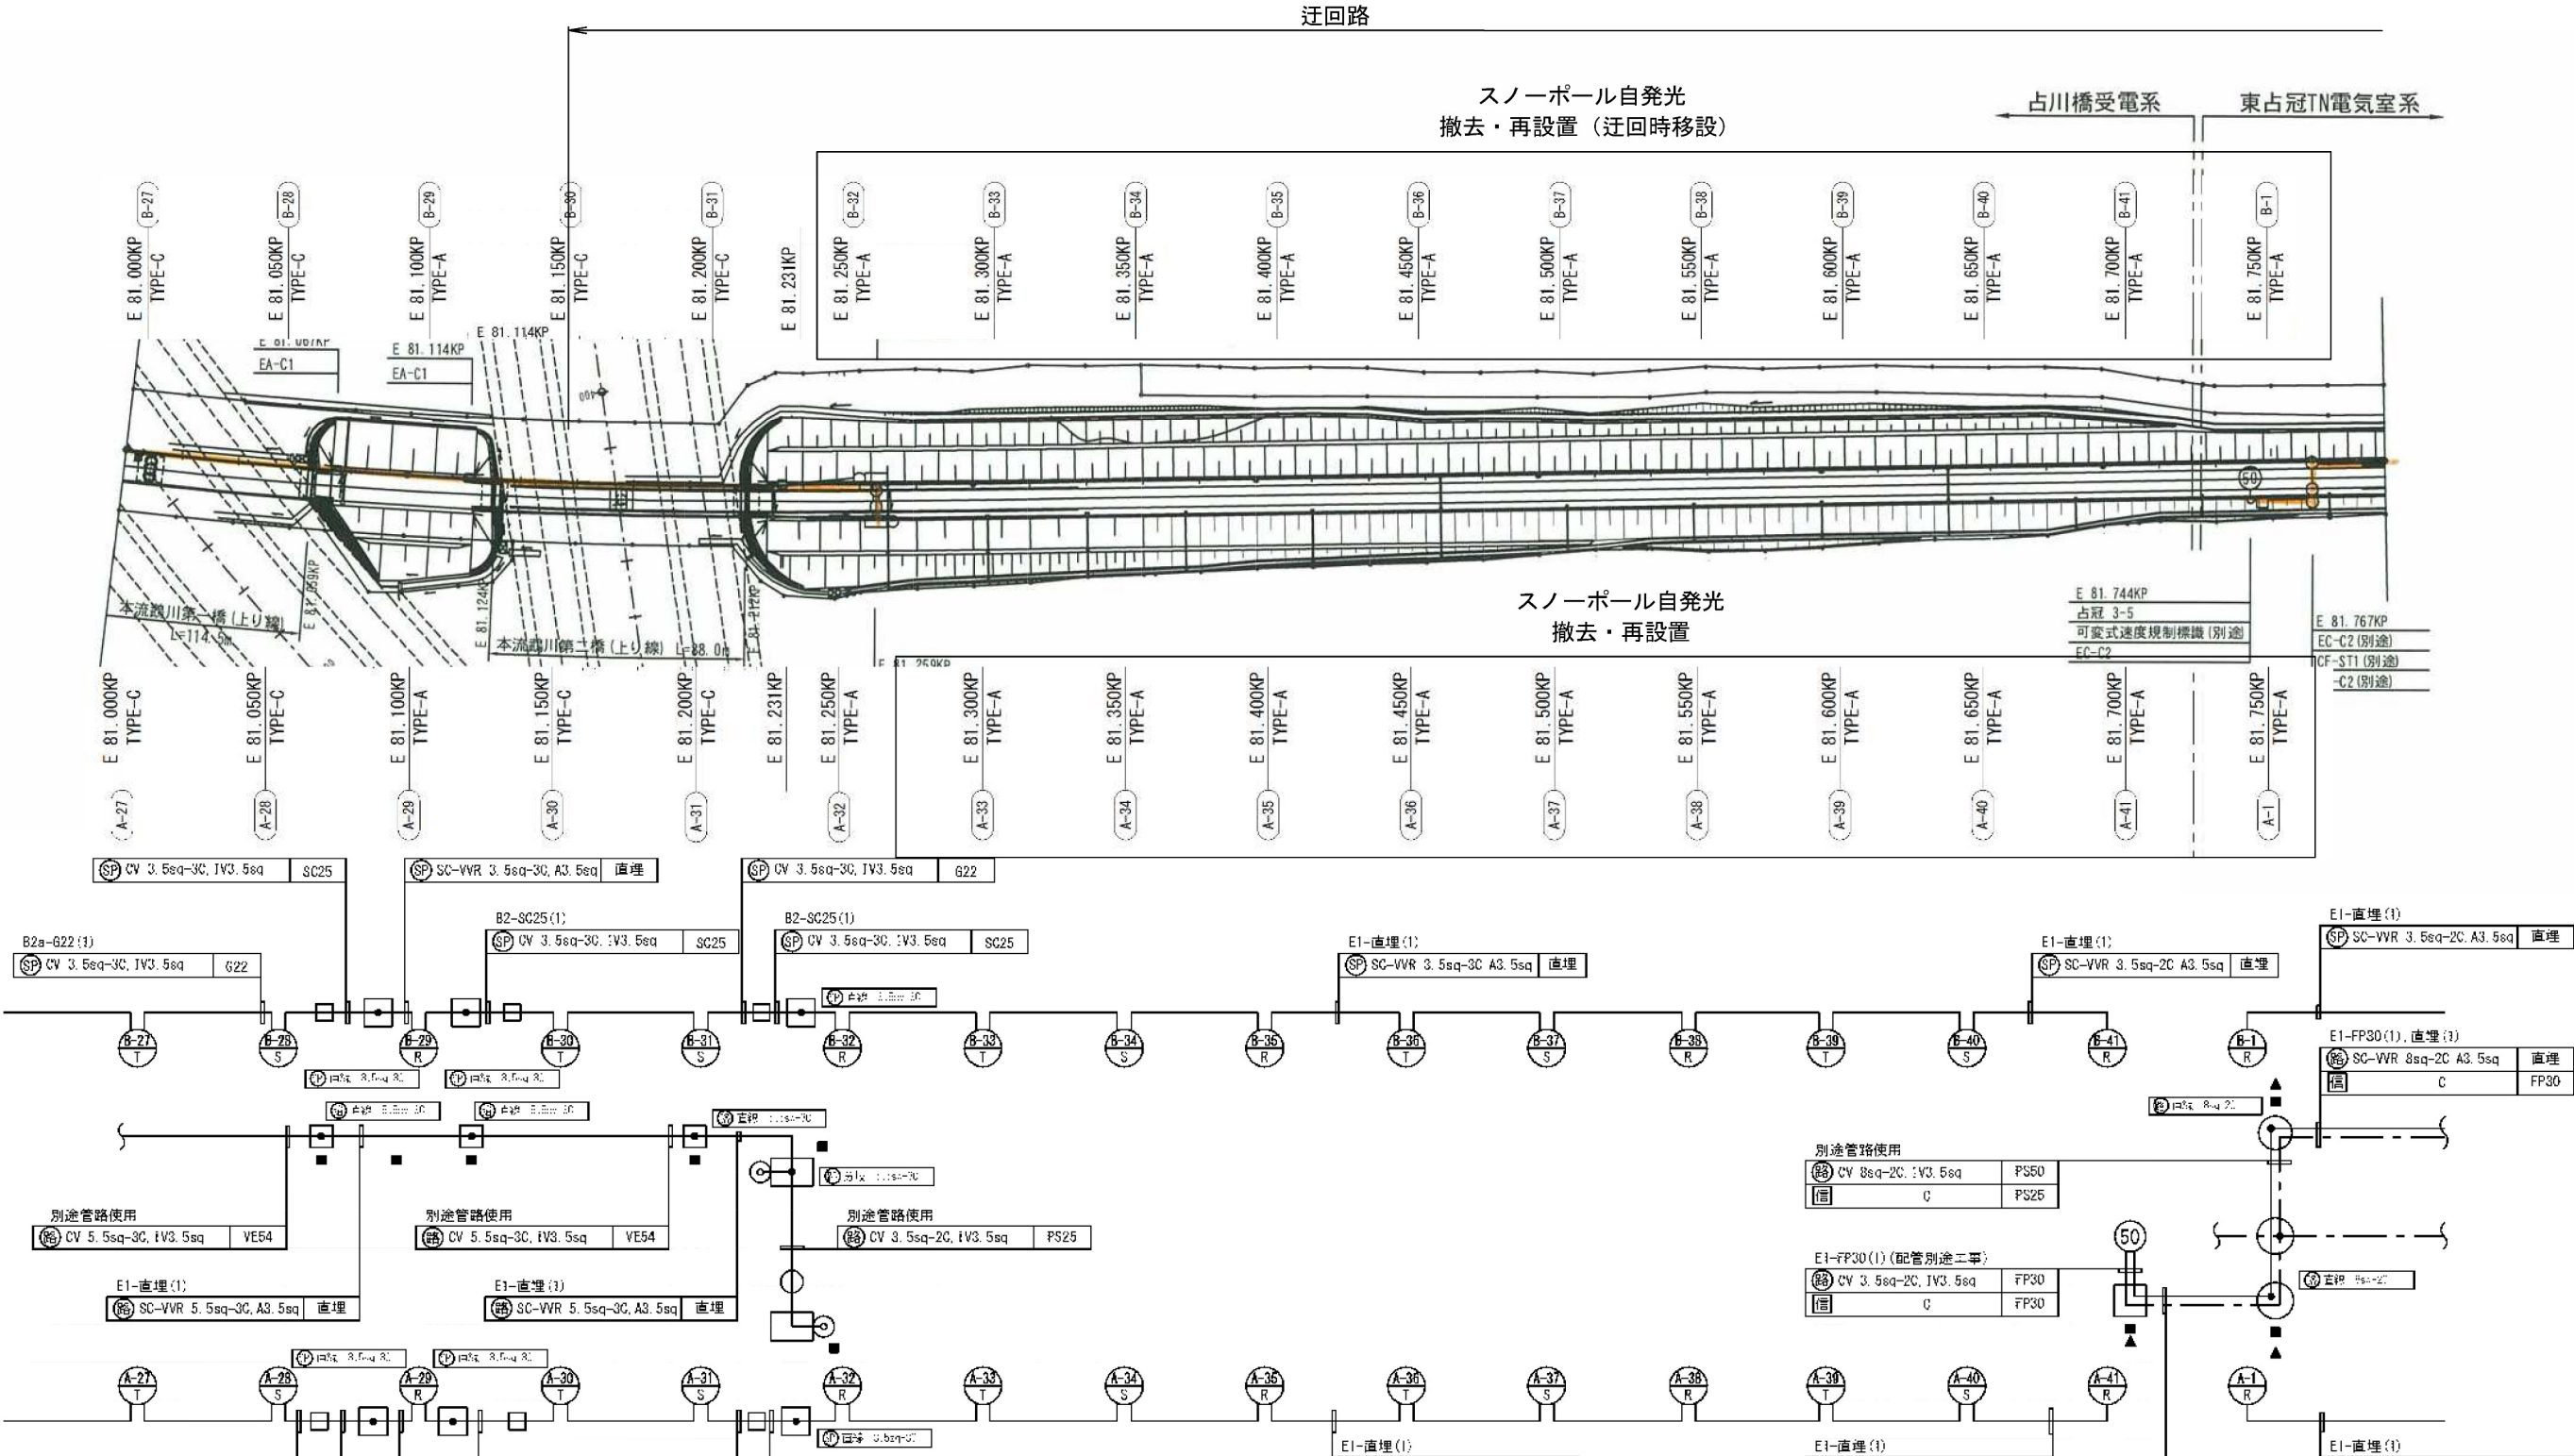 迂回路
スノーポール自発光
撤去・再設置（迂回時移設）
占川橋受電系
東占冠TN電気室系
B-27
B-28
B-29
B-30
B-31
B-32
B-33
B-34
B-35
B-36
B-37
B-38
B-39
B-40
B-41
B-1
E 81.000KP
TYPE-C
E 81.050KP
TYPE-C
E 81.100KP
TYPE-A
E 81.150KP
TYPE-C
E 81.200KP
TYPE-C
E 81.231KP
E 81.250KP
TYPE-A
E 81.300KP
TYPE-A
E 81.350KP
TYPE-A
E 81.400KP
TYPE-A
E 81.450KP
TYPE-A
E 81.500KP
TYPE-A
E 81.550KP
TYPE-A
E 81.600KP
TYPE-A
E 81.650KP
TYPE-A
E 81.700KP
TYPE-A
E 81.750KP
TYPE-A
E 81.114KP
E 81.067KP
EA-C1
E 81.114KP
EA-C1
50
E 81.059KP
E 81.124KP
E 81.212KP
本流鵡川第一橋(上り線)
L=114.5m
本流鵡川第二橋(上り線) L=88.0m
E 81.259KP
スノーポール自発光
撤去・再設置
E 81.744KP
占冠 3-5
可変式速度規制標識(別途)
EC-C2
E 81.767KP
EC-C2(別途)
CF-ST1(別途)
-C2(別途)
E 81.000KP
TYPE-C
E 81.050KP
TYPE-C
E 81.100KP
TYPE-A
E 81.150KP
TYPE-C
E 81.200KP
TYPE-C
E 81.231KP
E 81.250KP
TYPE-A
E 81.300KP
TYPE-A
E 81.350KP
TYPE-A
E 81.400KP
TYPE-A
E 81.450KP
TYPE-A
E 81.500KP
TYPE-A
E 81.550KP
TYPE-A
E 81.600KP
TYPE-A
E 81.650KP
TYPE-A
E 81.700KP
TYPE-A
E 81.750KP
TYPE-A
A-27
A-28
A-29
A-30
A-31
A-32
A-33
A-34
A-35
A-36
A-37
A-38
A-39
A-40
A-41
A-1
SP CV 3.5sq-3C, IV3.5sq SC25
SP SC-VVR 3.5sq-3C, A3.5sq 直埋
SP CV 3.5sq-3C, IV3.5sq G22
B2a-G22(1)
SP CV 3.5sq-3C, IV3.5sq G22
B2-SC25(1)
SP CV 3.5sq-3C, IV3.5sq SC25
B2-SC25(1)
SP CV 3.5sq-3C, IV3.5sq SC25
E1-直埋(1)
SP SC-VVR 3.5sq-3C A3.5sq 直埋
E1-直埋(1)
SP SC-VVR 3.5sq-2C A3.5sq 直埋
E1-直埋(1)
SP SC-VVR 3.5sq-2C, A3.5sq 直埋
B-27 T
B-28 S
B-29 R
B-30 T
B-31 S
B-32 R
B-33 T
B-34 S
B-35 R
B-36 T
B-37 S
B-38 R
B-39 T
B-40 S
B-41 R
B-1 R
E1-FP30(1), 直埋(1)
路 SC-VVR 8sq-2C A3.5sq 直埋
信 C FP30
別途管路使用
路 CV 5.5sq-3C, IV3.5sq VE54
別途管路使用
路 CV 5.5sq-3C, IV3.5sq VE54
別途管路使用
路 CV 3.5sq-2C, IV3.5sq PS25
別途管路使用
路 CV 8sq-2C, IV3.5sq PS50
信 C PS25
50
E1-直埋(1)
路 SC-VVR 5.5sq-3C, A3.5sq 直埋
E1-直埋(1)
路 SC-VVR 5.5sq-3C, A3.5sq 直埋
E1-FP30(1)(配管別途工事)
路 CV 3.5sq-2C, IV3.5sq FP30
信 C FP30
A-27 T
A-28 S
A-29 R
A-30 T
A-31 S
A-32 R
A-33 T
A-34 S
A-35 R
A-36 T
A-37 S
A-38 R
A-39 T
A-40 S
A-41 R
A-1 R
E1-直埋(1)
E1-直埋(1)
E1-直埋(1)